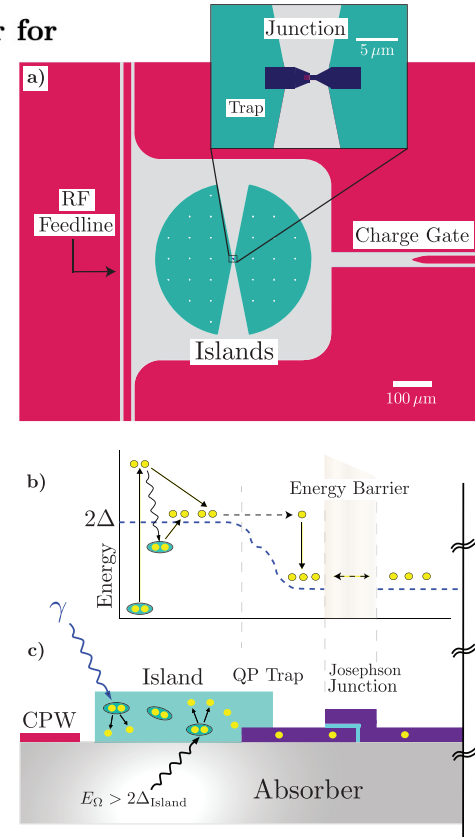 r for
Junction
5 μm
a)
Trap
RF
Feedline
Charge Gate
Islands
100 μm
b)
Energy Barrier
2Δ
Energy
γ
c)
Island
QP Trap
Josephson
Junction
CPW
E_Ω > 2Δ_Island
Absorber